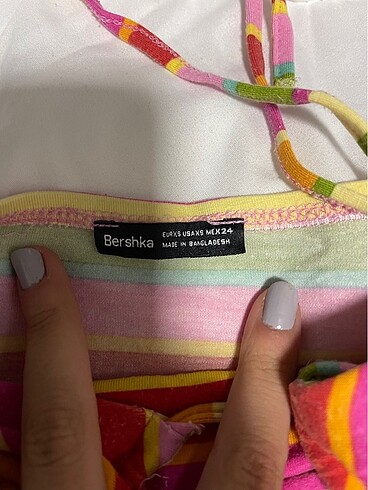 Bershka
EUR XS USA XS MEX 24
MADE IN BANGLADESH